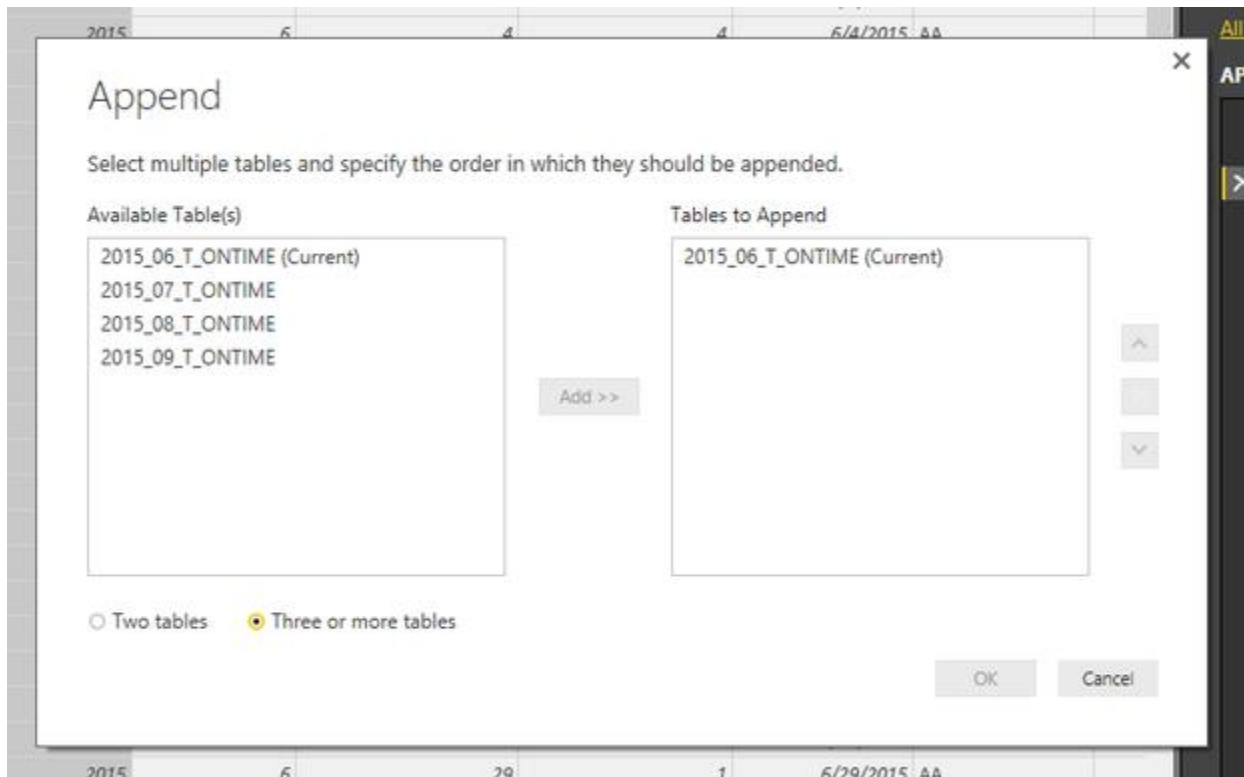 2015 6 4 4 6/4/2015 AA
All
Append
AP
Select multiple tables and specify the order in which they should be appended.
Available Table(s)
Tables to Append
2015_06_T_ONTIME (Current)
2015_07_T_ONTIME
2015_08_T_ONTIME
2015_09_T_ONTIME
2015_06_T_ONTIME (Current)
Add >>
Two tables
Three or more tables
OK
Cancel
2015 6 29 1 6/29/2015 AA